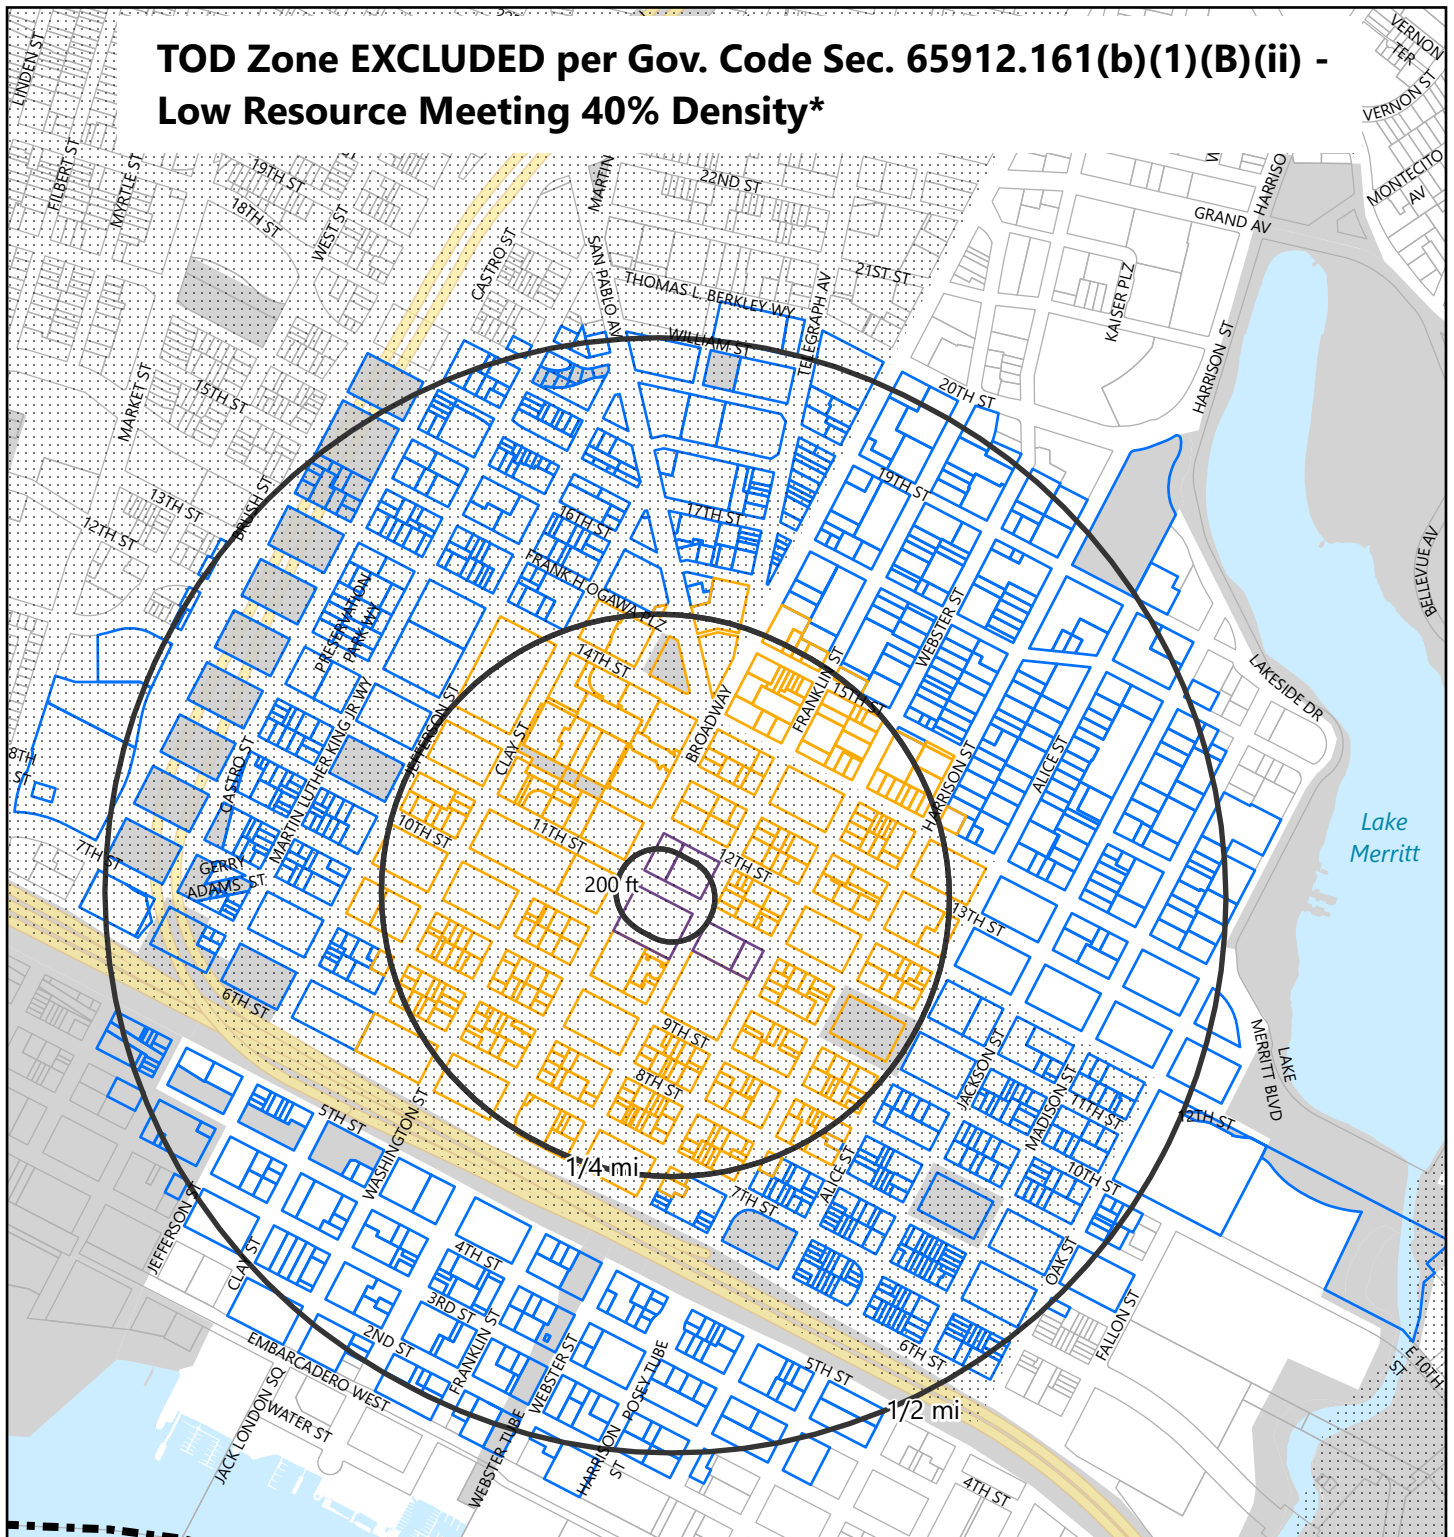 TOD Zone EXCLUDED per Gov. Code Sec. 65912.161(b)(1)(B)(ii) -
Low Resource Meeting 40% Density*
LINDEN ST
FILBERT ST
MYRTLE ST
19TH ST
18TH ST
WEST ST
CASTRO ST
MARTIN
22ND ST
SAN PABLO AV
THOMAS L. BERKLEY WY
21ST ST
TELEGRAPH AV
WILLIAM ST
HARRISO
GRAND AV
KAISER PLZ
HARRISON ST
VERNON
TER
VERNON ST
MONTECITO
AV
BELLEVUE AV
20TH ST
MARKET ST
15TH ST
13TH ST
12TH ST
BRUSH ST
19TH ST
17TH ST
16TH ST
FRANK H OGAWA PLZ
PRESERVATION
PARK WY
WEBSTER ST
14TH ST
FRANKLIN ST
15TH ST
LAKESIDE DR
BROADWAY
JEFFERSON ST
CLAY ST
MARTIN LUTHER KING JR WY
CASTRO ST
8TH
ST
ALICE ST
HARRISON ST
Lake
Merritt
10TH ST
11TH ST
12TH ST
7TH ST
GERRY
ADAMS ST
200 ft
13TH ST
6TH ST
9TH ST
8TH ST
JACKSON ST
MADISON ST
11TH ST
12TH ST
LAKE
MERRITT BLVD
5TH ST
WASHINGTON ST
1/4 mi
10TH ST
ALICE ST
7TH ST
JEFFERSON ST
CLAY ST
4TH ST
OAK ST
3RD ST
2ND ST
FRANKLIN ST
FALLON ST
EMBARCADERO WEST
WEBSTER ST
POSEY TUBE
5TH ST
6TH ST
E 10TH
ST
1/2 mi
JACK LONDON SQ
WATER ST
WEBSTER TUBE
HARRISON
ST
4TH ST